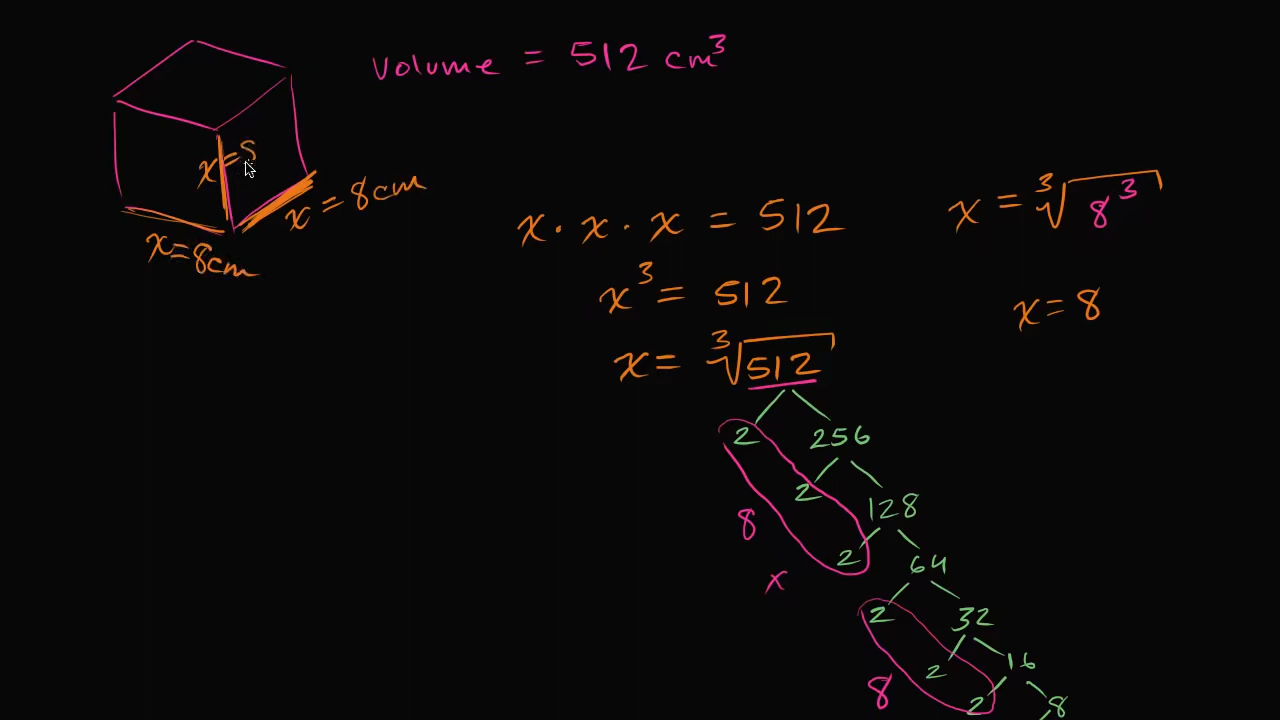 Volume = 512 cm³
x = 8
x = 8cm
x=8cm
x · x · x = 512
x³ = 512
x = ∛512
2 256
2 128
8
2 64
x
2 32
2 16
8
2 8
x = ∛8³
x = 8